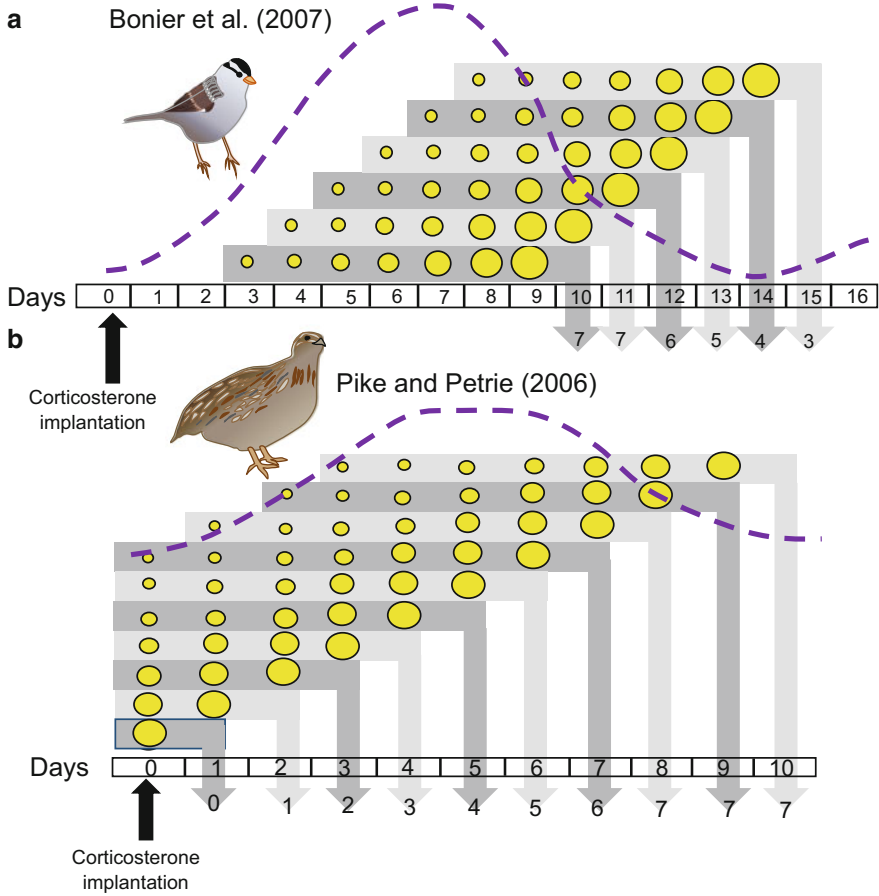 a Bonier et al. (2007)
Days 0 1 2 3 4 5 6 7 8 9 10 11 12 13 14 15 16
7 7 6 5 4 3
Corticosterone
implantation
b
Pike and Petrie (2006)
Days 0 1 2 3 4 5 6 7 8 9 10
0 1 2 3 4 5 6 7 7 7
Corticosterone
implantation